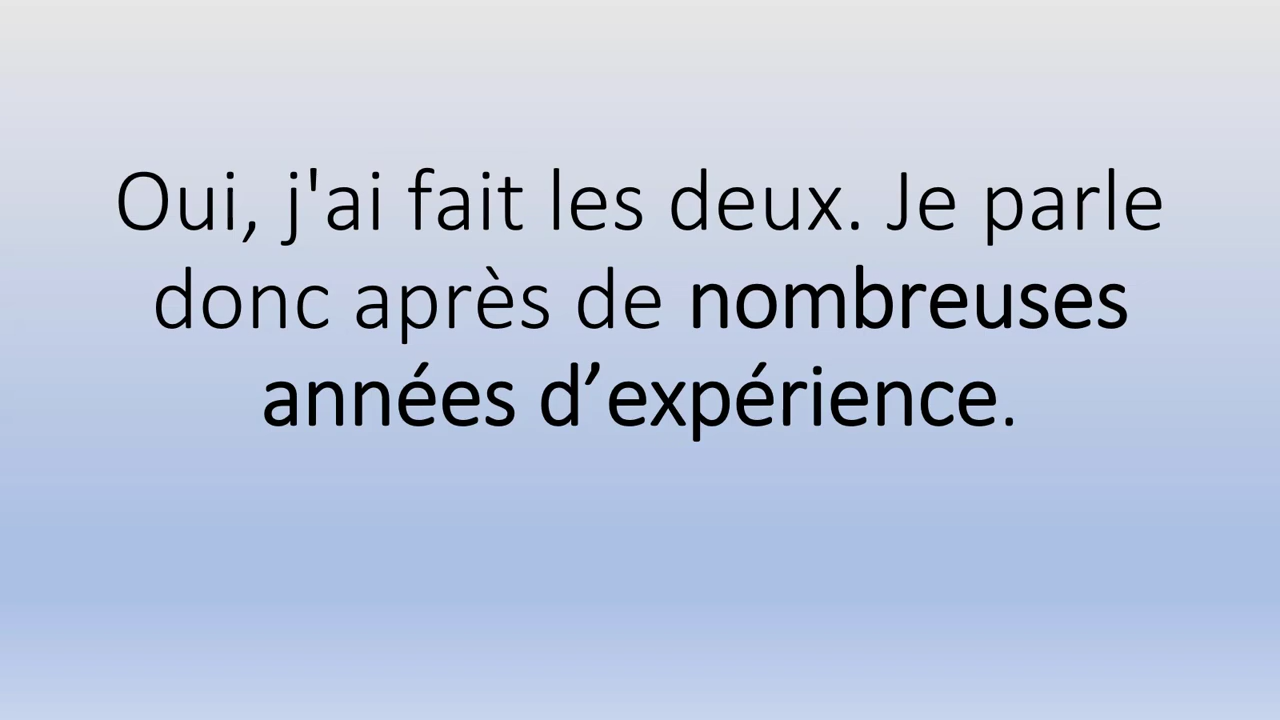 Oui, j'ai fait les deux. Je parle
donc après de nombreuses
années d’expérience.